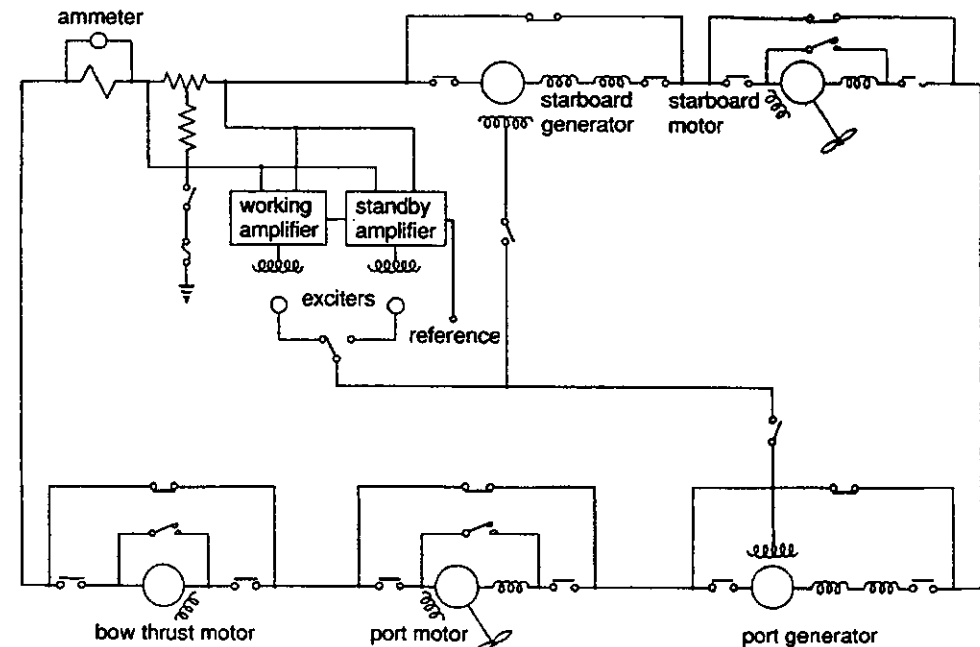 ammeter
starboard
generator
starboard
motor
working
amplifier
standby
amplifier
exciters
reference
bow thrust motor
port motor
port generator